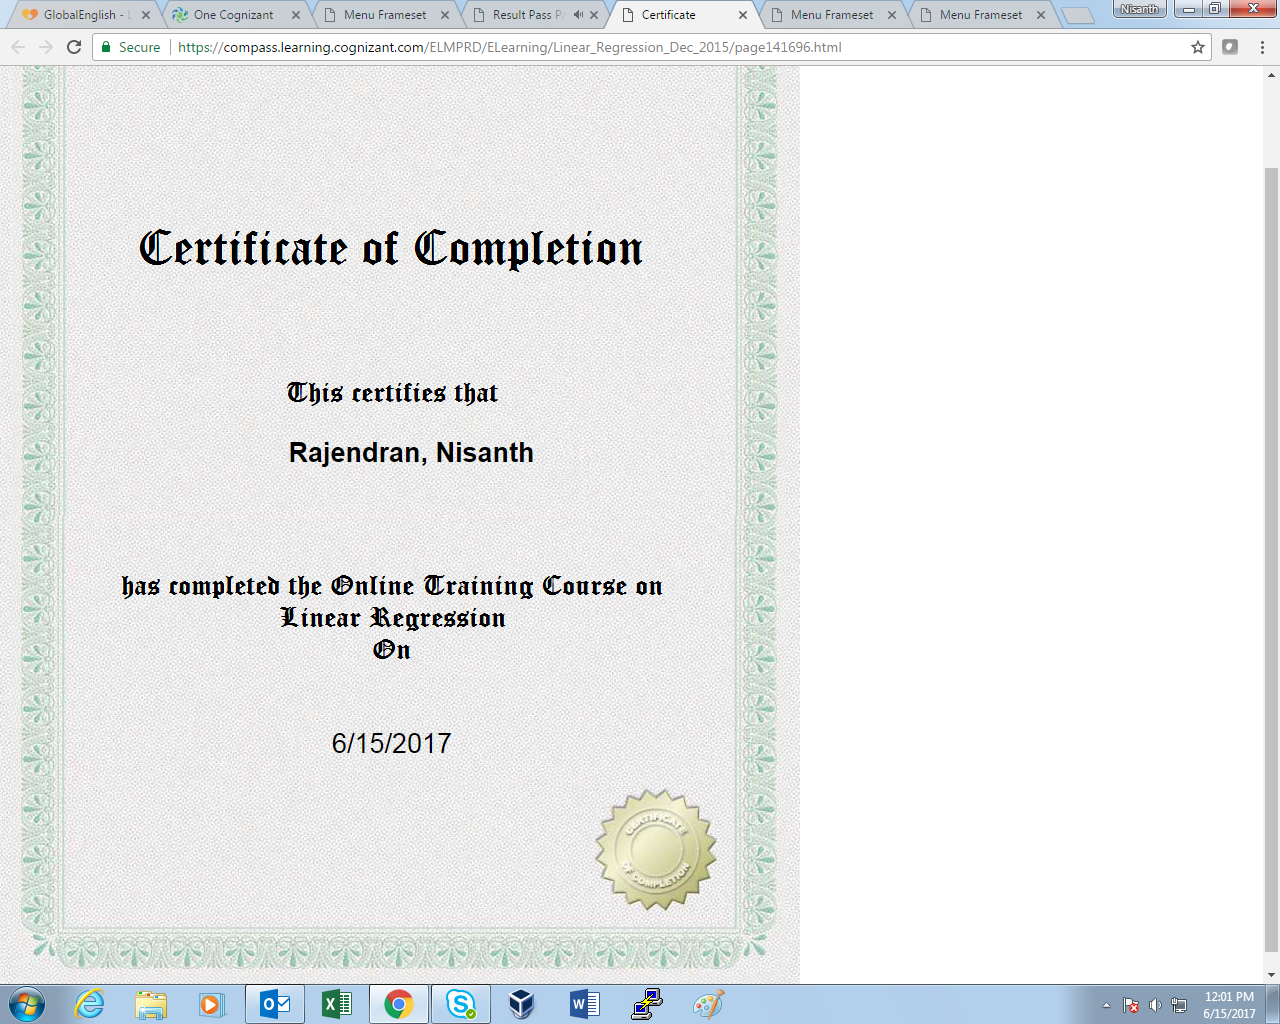 GlobalEnglish - L
One Cognizant
Menu Frameset
Result Pass P
Certificate
Menu Frameset
Menu Frameset
Nisanth
Secure
https://compass.learning.cognizant.com/ELMPRD/ELearning/Linear_Regression_Dec_2015/page141696.html
Certificate of Completion
This certifies that
Rajendran, Nisanth
has completed the Online Training Course on
Linear Regression
On
6/15/2017
CERTIFICATE
OF COMPLETION
12:01 PM
6/15/2017